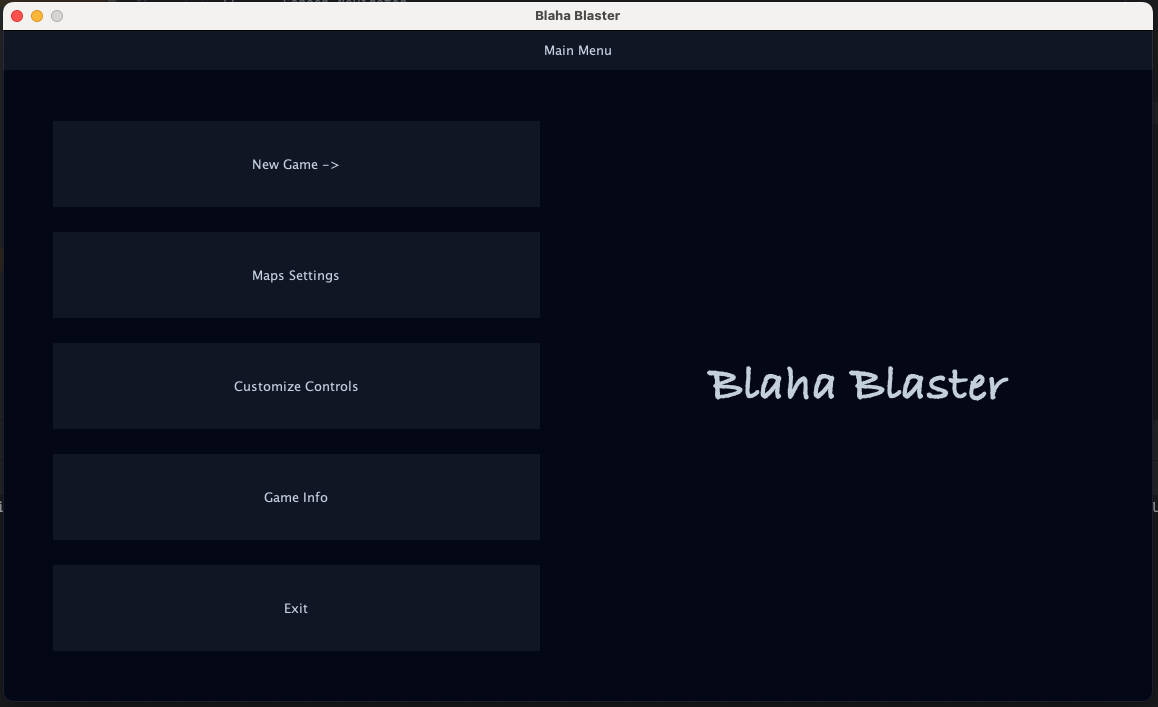 Blaha Blaster
Main Menu
New Game ->
Maps Settings
Customize Controls
Game Info
Exit
Blaha Blaster